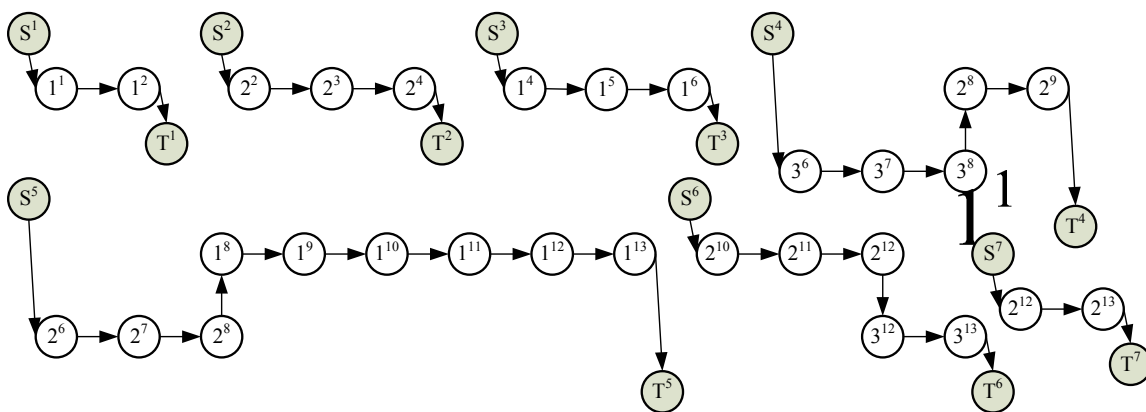 S¹ S² S³ S⁴
1¹ 1² 2² 2³ 2⁴ 1⁴ 1⁵ 1⁶ 2⁸ 2⁹
T¹ T² T³
3⁶ 3⁷ 3⁸
S⁵ S⁶ 1 1 T⁴
1⁸ 1⁹ 1¹⁰ 1¹¹ 1¹² 1¹³ 2¹⁰ 2¹¹ 2¹² S⁷
2¹² 2¹³
2⁶ 2⁷ 2⁸ 3¹² 3¹³
T⁷
T⁵ T⁶